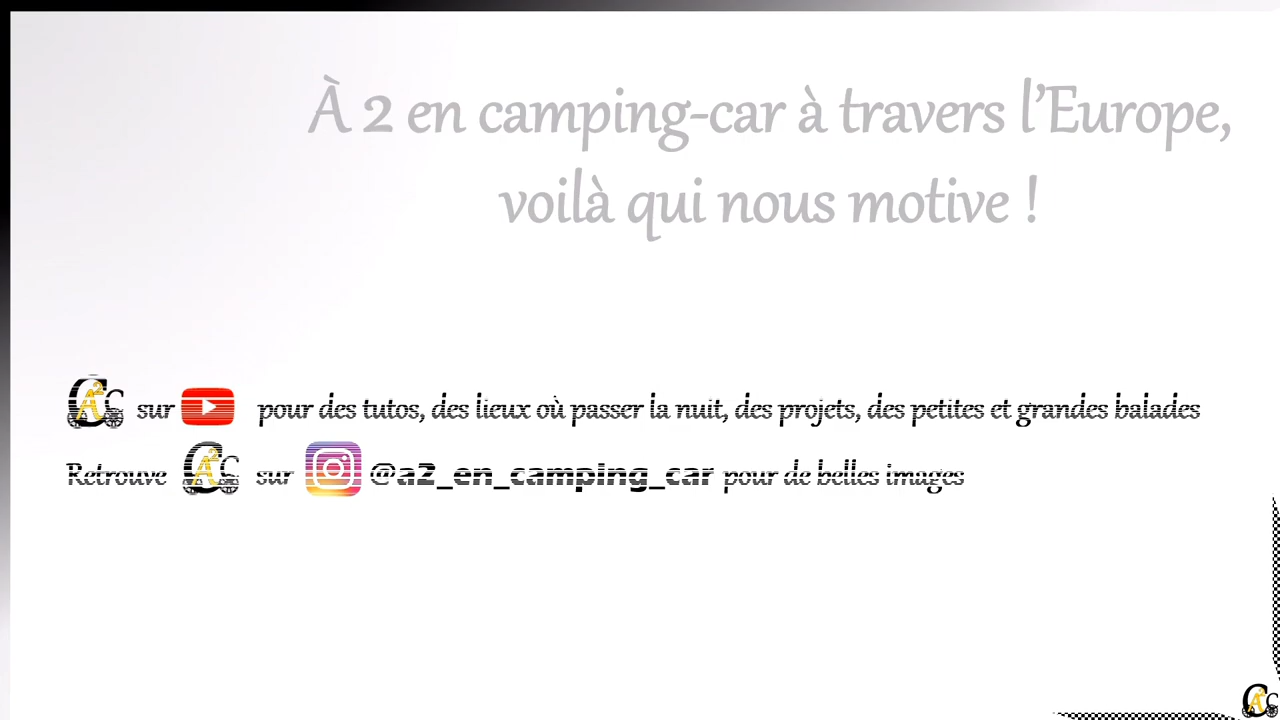 À 2 en camping-car à travers l’Europe,
voilà qui nous motive !
sur pour des tutos, des lieux où passer la nuit, des projets, des petites et grandes balades
Retrouve sur @a2_en_camping_car pour de belles images